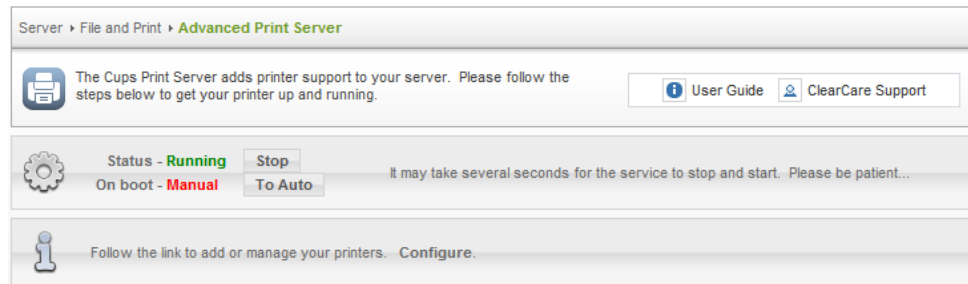 Server ▸ File and Print ▸ Advanced Print Server
The Cups Print Server adds printer support to your server. Please follow the
steps below to get your printer up and running.
User Guide ClearCare Support
Status - Running Stop
On boot - Manual To Auto
It may take several seconds for the service to stop and start. Please be patient...
Follow the link to add or manage your printers. Configure.